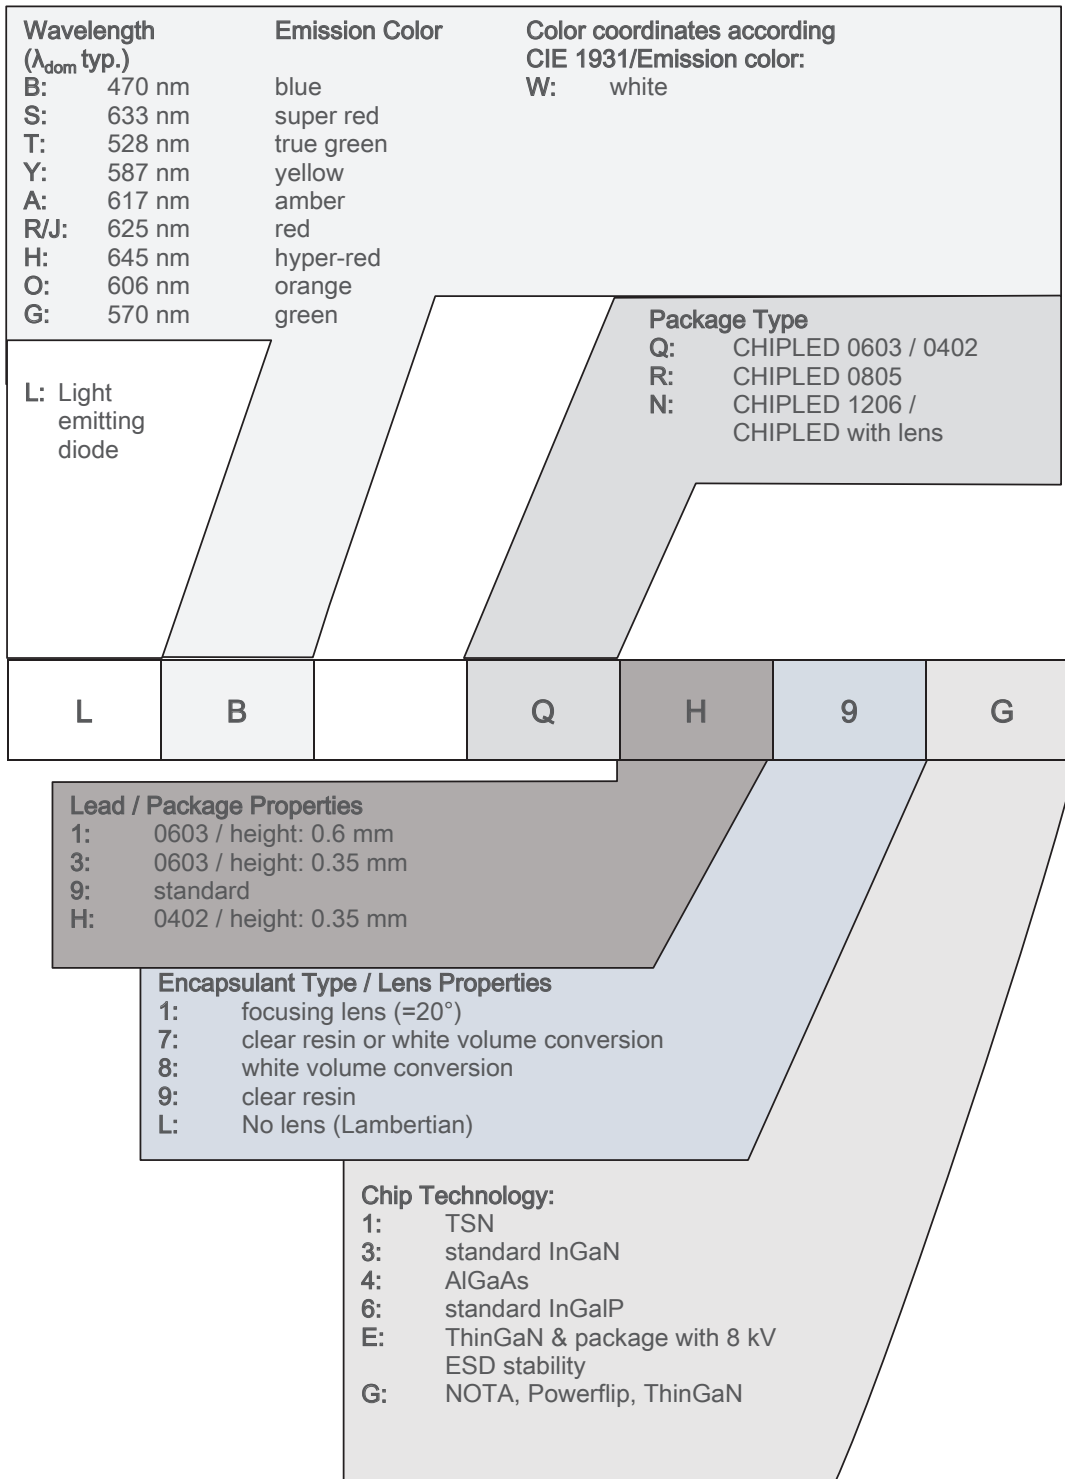 Wavelength Emission Color Color coordinates according
(λdom typ.) CIE 1931/Emission color:
B: 470 nm blue W: white
S: 633 nm super red
T: 528 nm true green
Y: 587 nm yellow
A: 617 nm amber
R/J: 625 nm red
H: 645 nm hyper-red
O: 606 nm orange
G: 570 nm green
Package Type
Q: CHIPLED 0603 / 0402
R: CHIPLED 0805
N: CHIPLED 1206 /
CHIPLED with lens
L: Light
emitting
diode
L B Q H 9 G
Lead / Package Properties
1: 0603 / height: 0.6 mm
3: 0603 / height: 0.35 mm
9: standard
H: 0402 / height: 0.35 mm
Encapsulant Type / Lens Properties
1: focusing lens (=20°)
7: clear resin or white volume conversion
8: white volume conversion
9: clear resin
L: No lens (Lambertian)
Chip Technology:
1: TSN
3: standard InGaN
4: AlGaAs
6: standard InGalP
E: ThinGaN & package with 8 kV
ESD stability
G: NOTA, Powerflip, ThinGaN